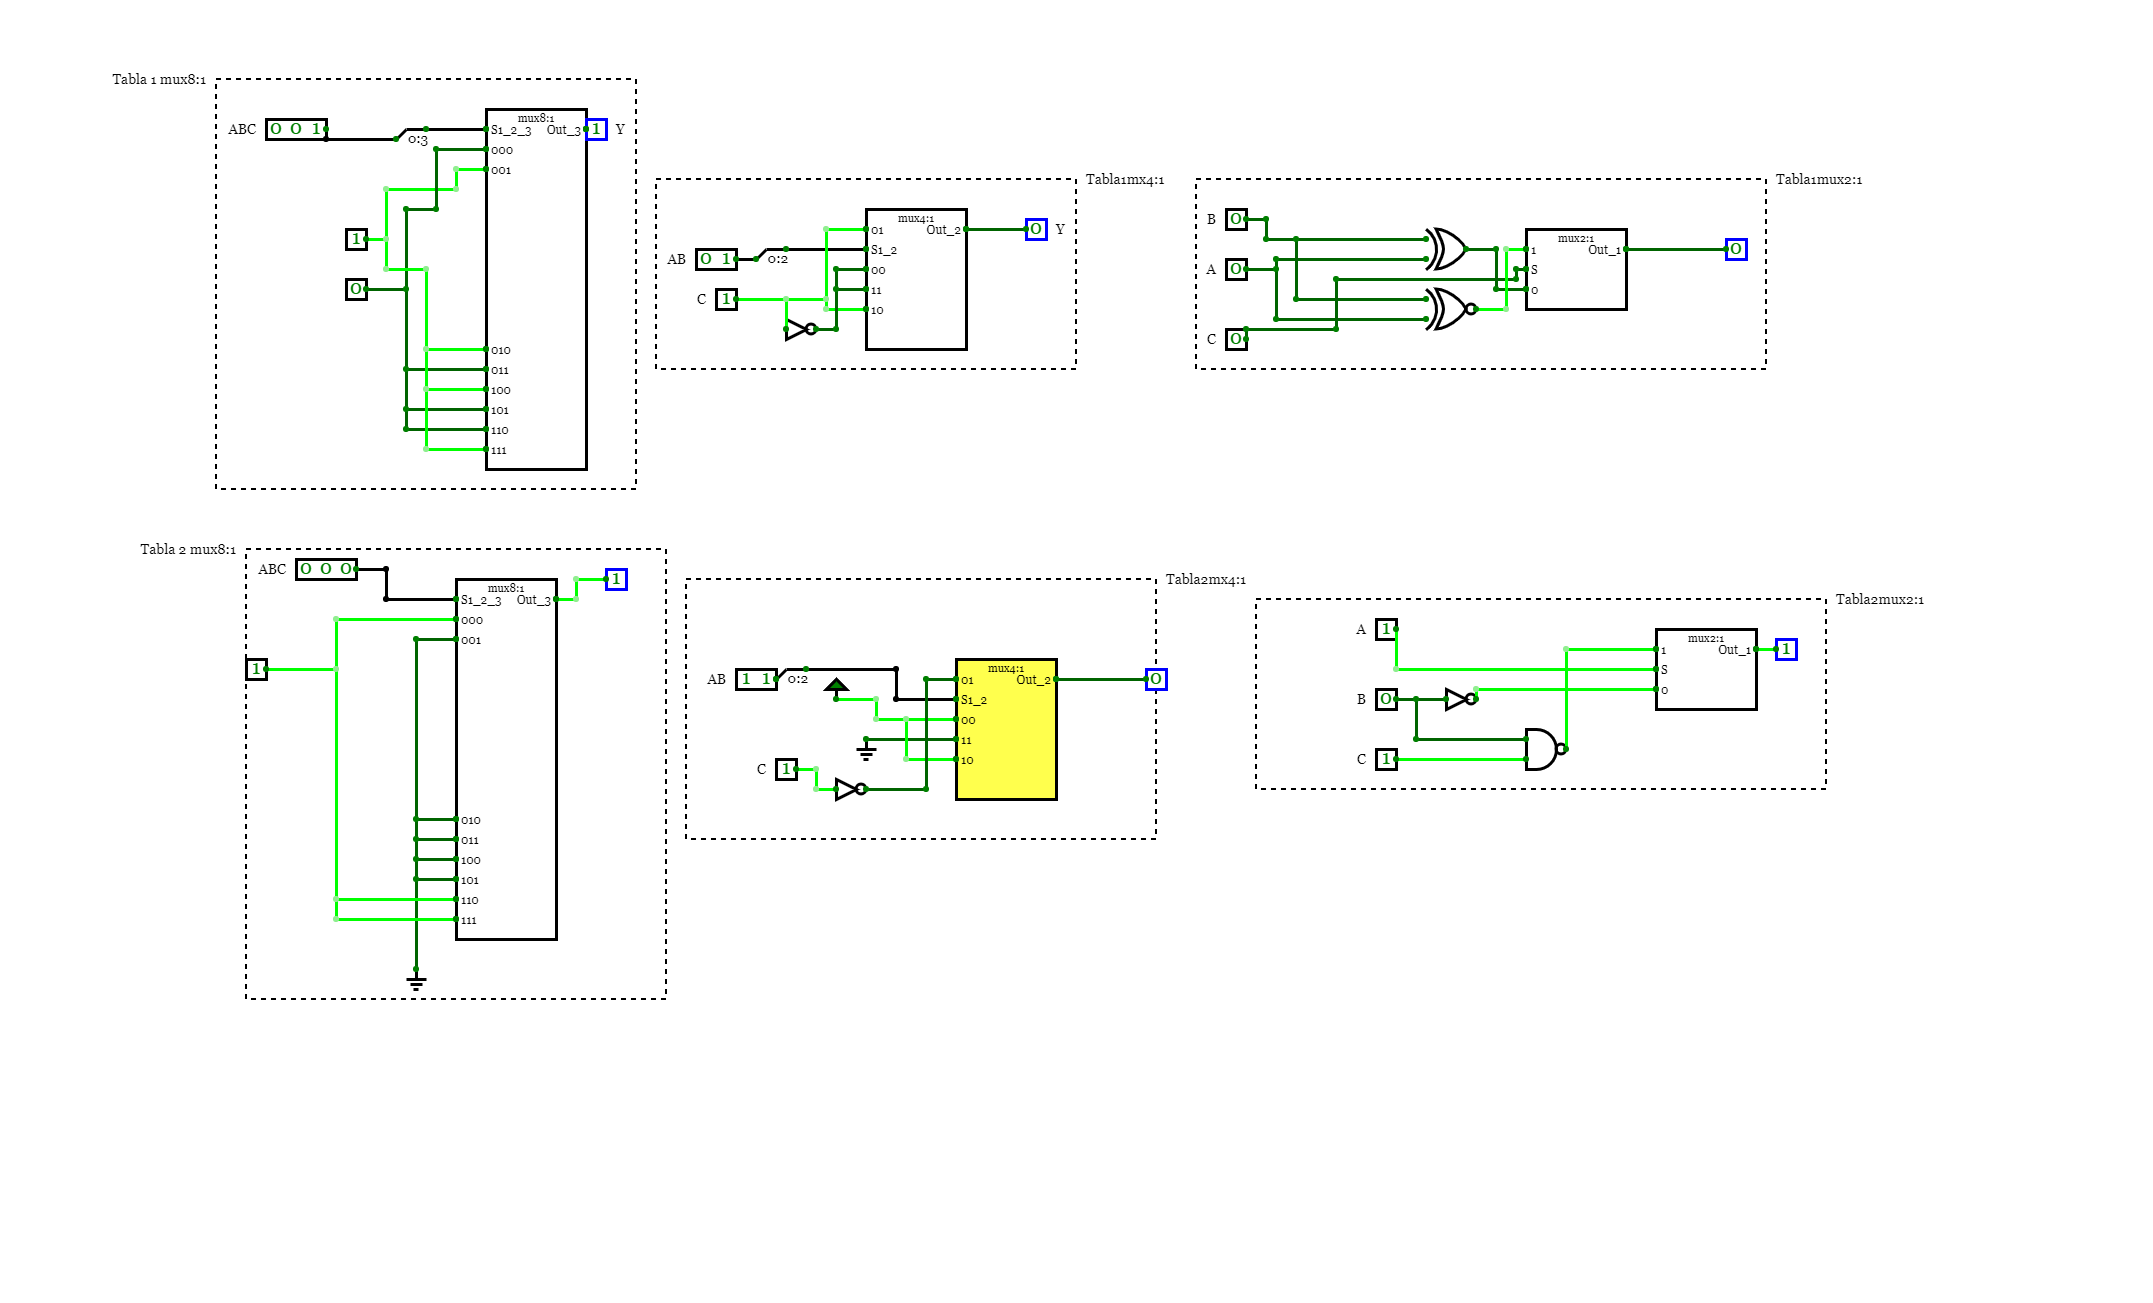 Tabla 1 mux8:1
ABC
0 0 1
0:3
mux8:1
S1_2_3
Out_3
1
Y
000
001
1
0
010
011
100
101
110
111
Tabla1mx4:1
AB
0 1
0:2
C
1
mux4:1
01
Out_2
S1_2
00
11
10
0
Y
Tabla1mux2:1
B
0
A
0
C
0
mux2:1
1
Out_1
S
0
0
Tabla 2 mux8:1
ABC
0 0 0
mux8:1
S1_2_3
Out_3
1
000
001
1
010
011
100
101
110
111
Tabla2mx4:1
AB
1 1
0:2
C
1
mux4:1
01
Out_2
S1_2
00
11
10
0
Tabla2mux2:1
A
1
B
0
C
1
mux2:1
1
Out_1
S
0
1